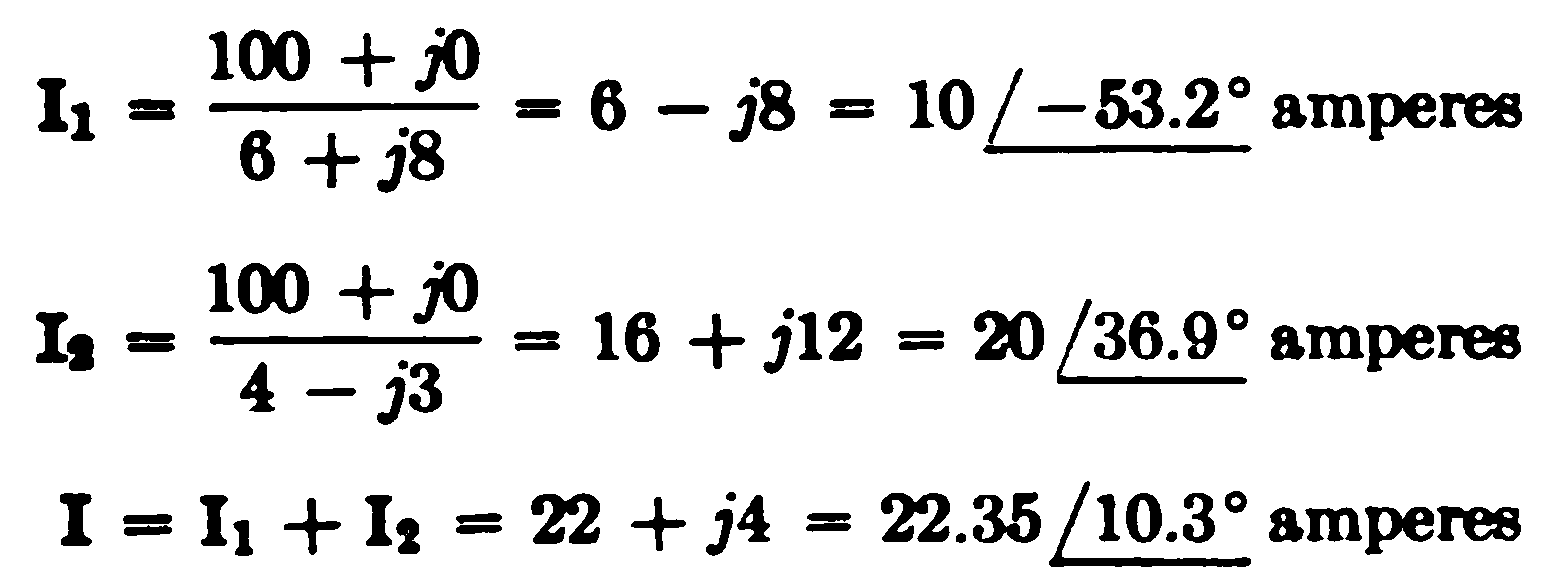 I₁ = (100 + j0)/(6 + j8) = 6 − j8 = 10 /−53.2° amperes
I₂ = (100 + j0)/(4 − j3) = 16 + j12 = 20 /36.9° amperes
I = I₁ + I₂ = 22 + j4 = 22.35 /10.3° amperes